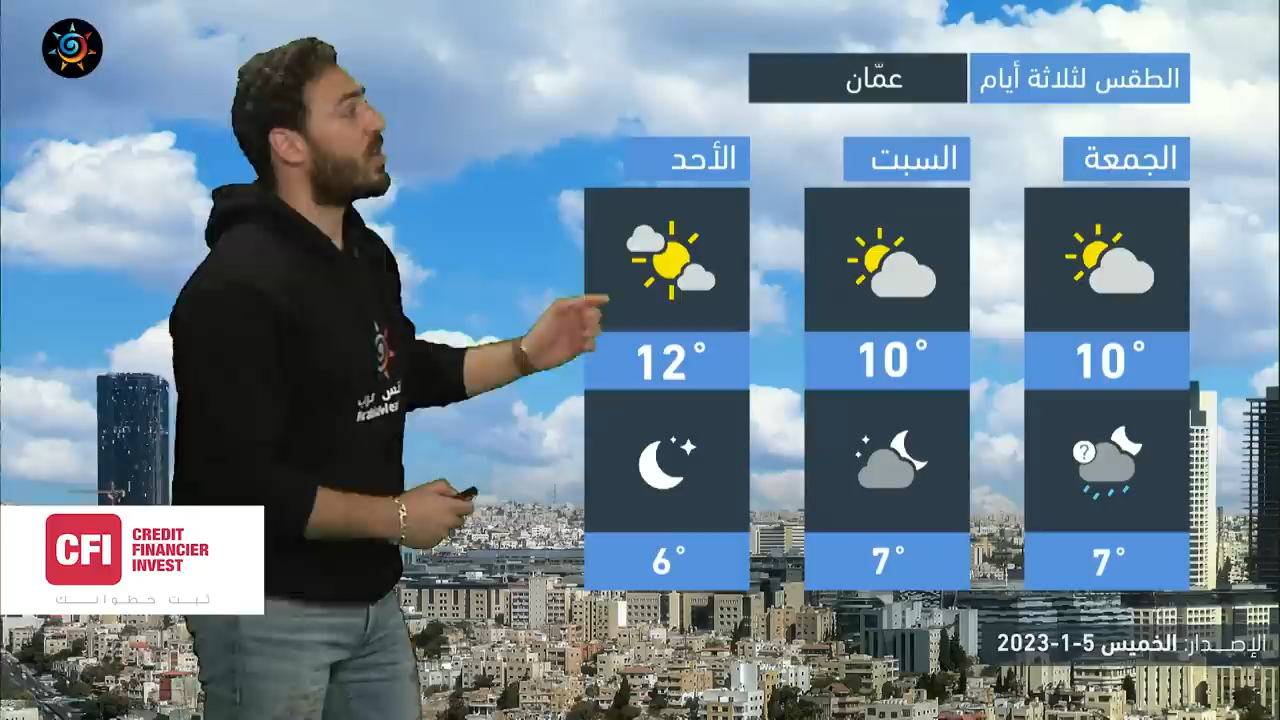 الطقس لثلاثة أيام
عمّان
الجمعة
السبت
الأحد
10°
10°
12°
?
7°
7°
6°
CFI
CREDIT
FINANCIER
INVEST
ثبت خطواتك
الإصدار: الخميس 5-1-2023